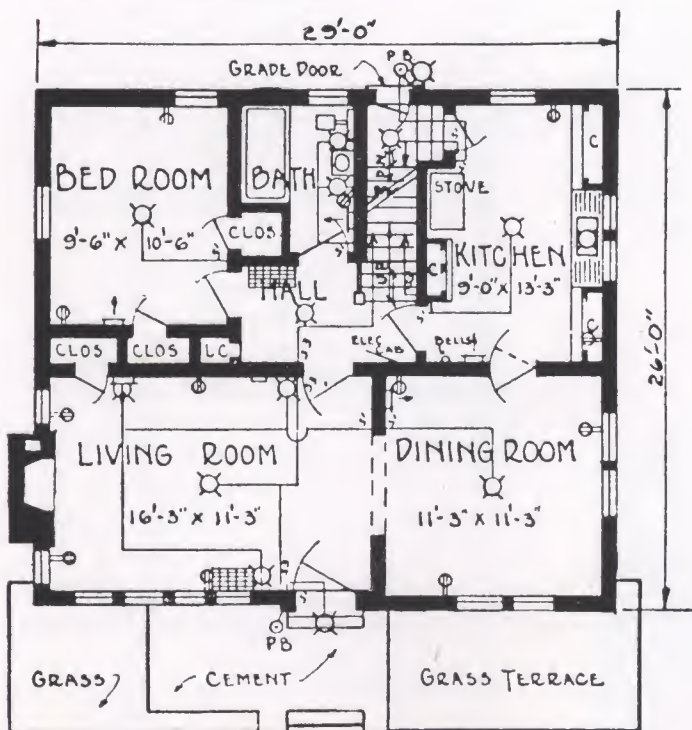 29'-0"
P B
GRADE DOOR
BED ROOM
9'-6" X 10'-6"
BATH
CLOS
STOVE
C
KITCHEN
9'-0" X 13'-3"
HALL
UP
CLOS
CLOS
LC
ELEC
BELLS
C
26'-0"
LIVING ROOM
16'-3" X 11'-3"
DINING ROOM
11'-3" X 11'-3"
PB
GRASS
CEMENT
GRASS TERRACE